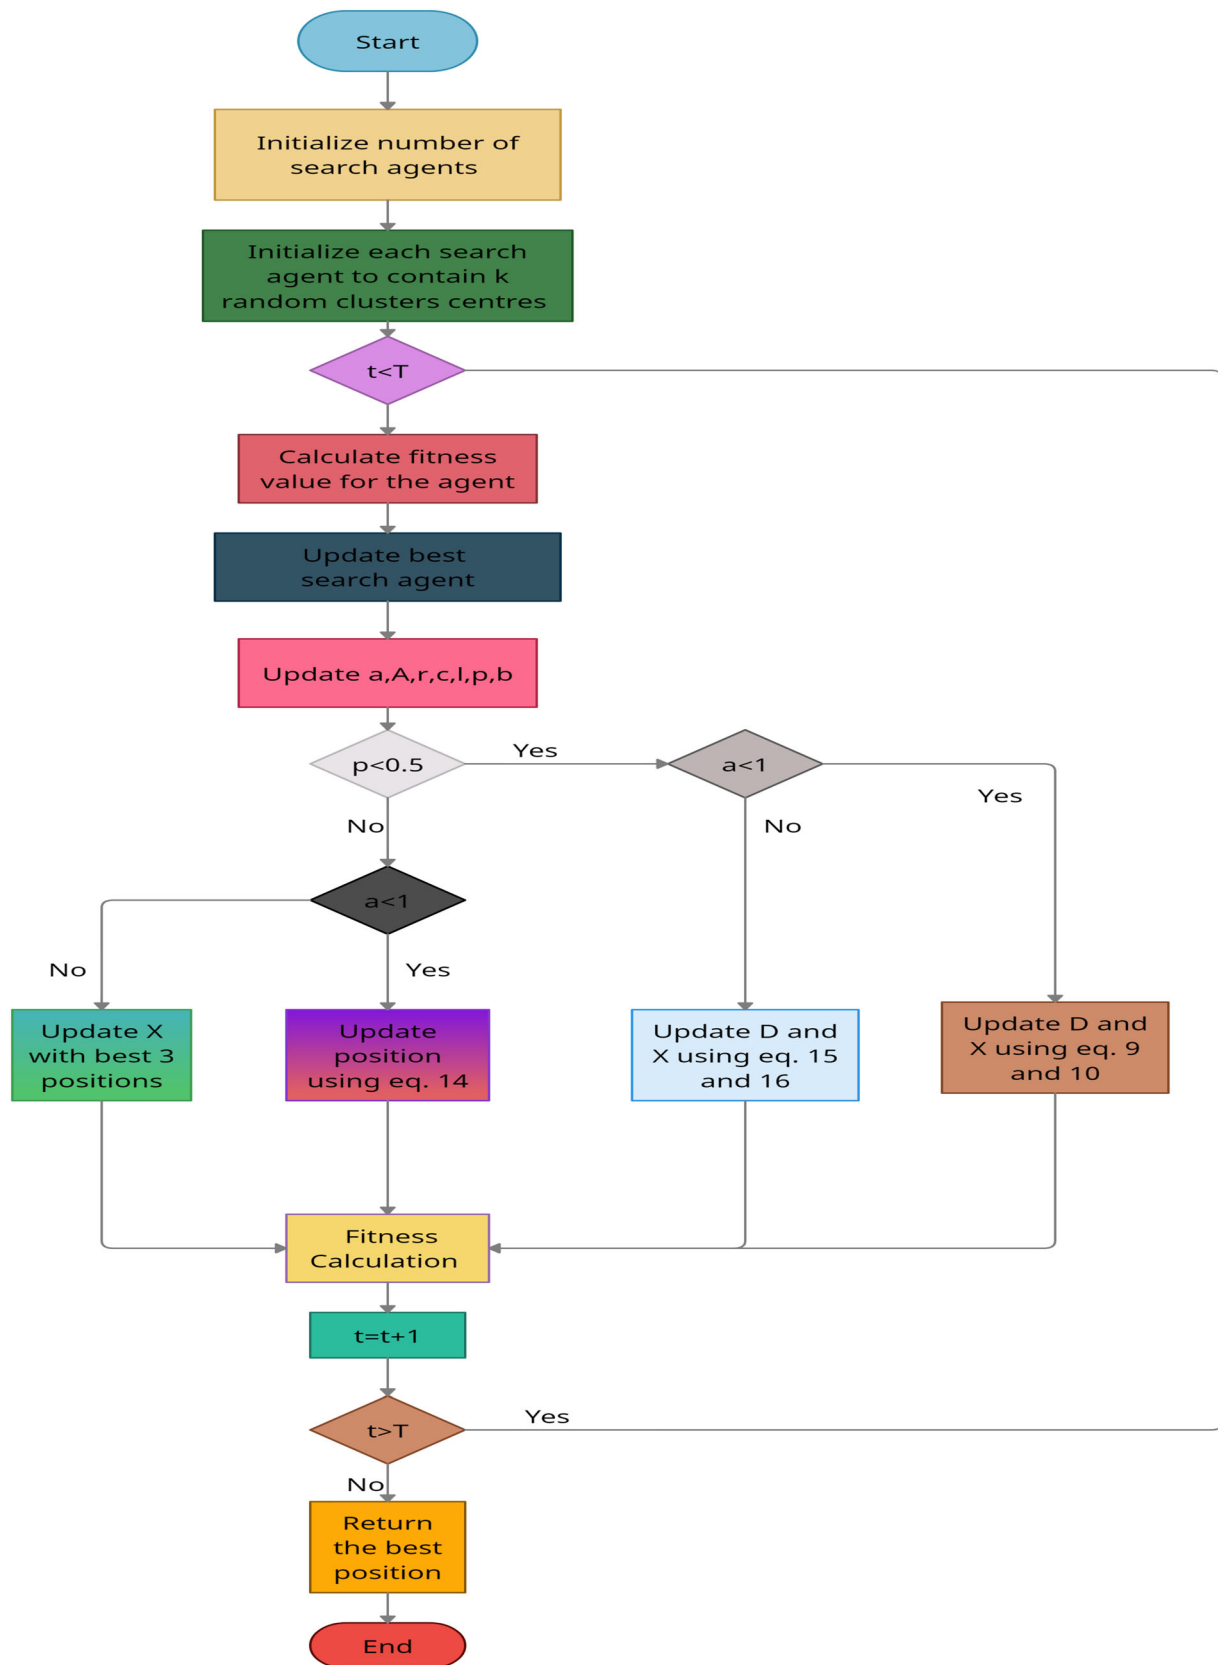 Start
Initialize number of
search agents
Initialize each search
agent to contain k
random clusters centres
t<T
Calculate fitness
value for the agent
Update best
search agent
Update a,A,r,c,l,p,b
p<0.5
Yes
a<1
Yes
No
No
a<1
No
Yes
Update X
with best 3
positions
Update
position
using eq. 14
Update D and
X using eq. 15
and 16
Update D and
X using eq. 9
and 10
Fitness
Calculation
t=t+1
t>T
Yes
No
Return
the best
position
End